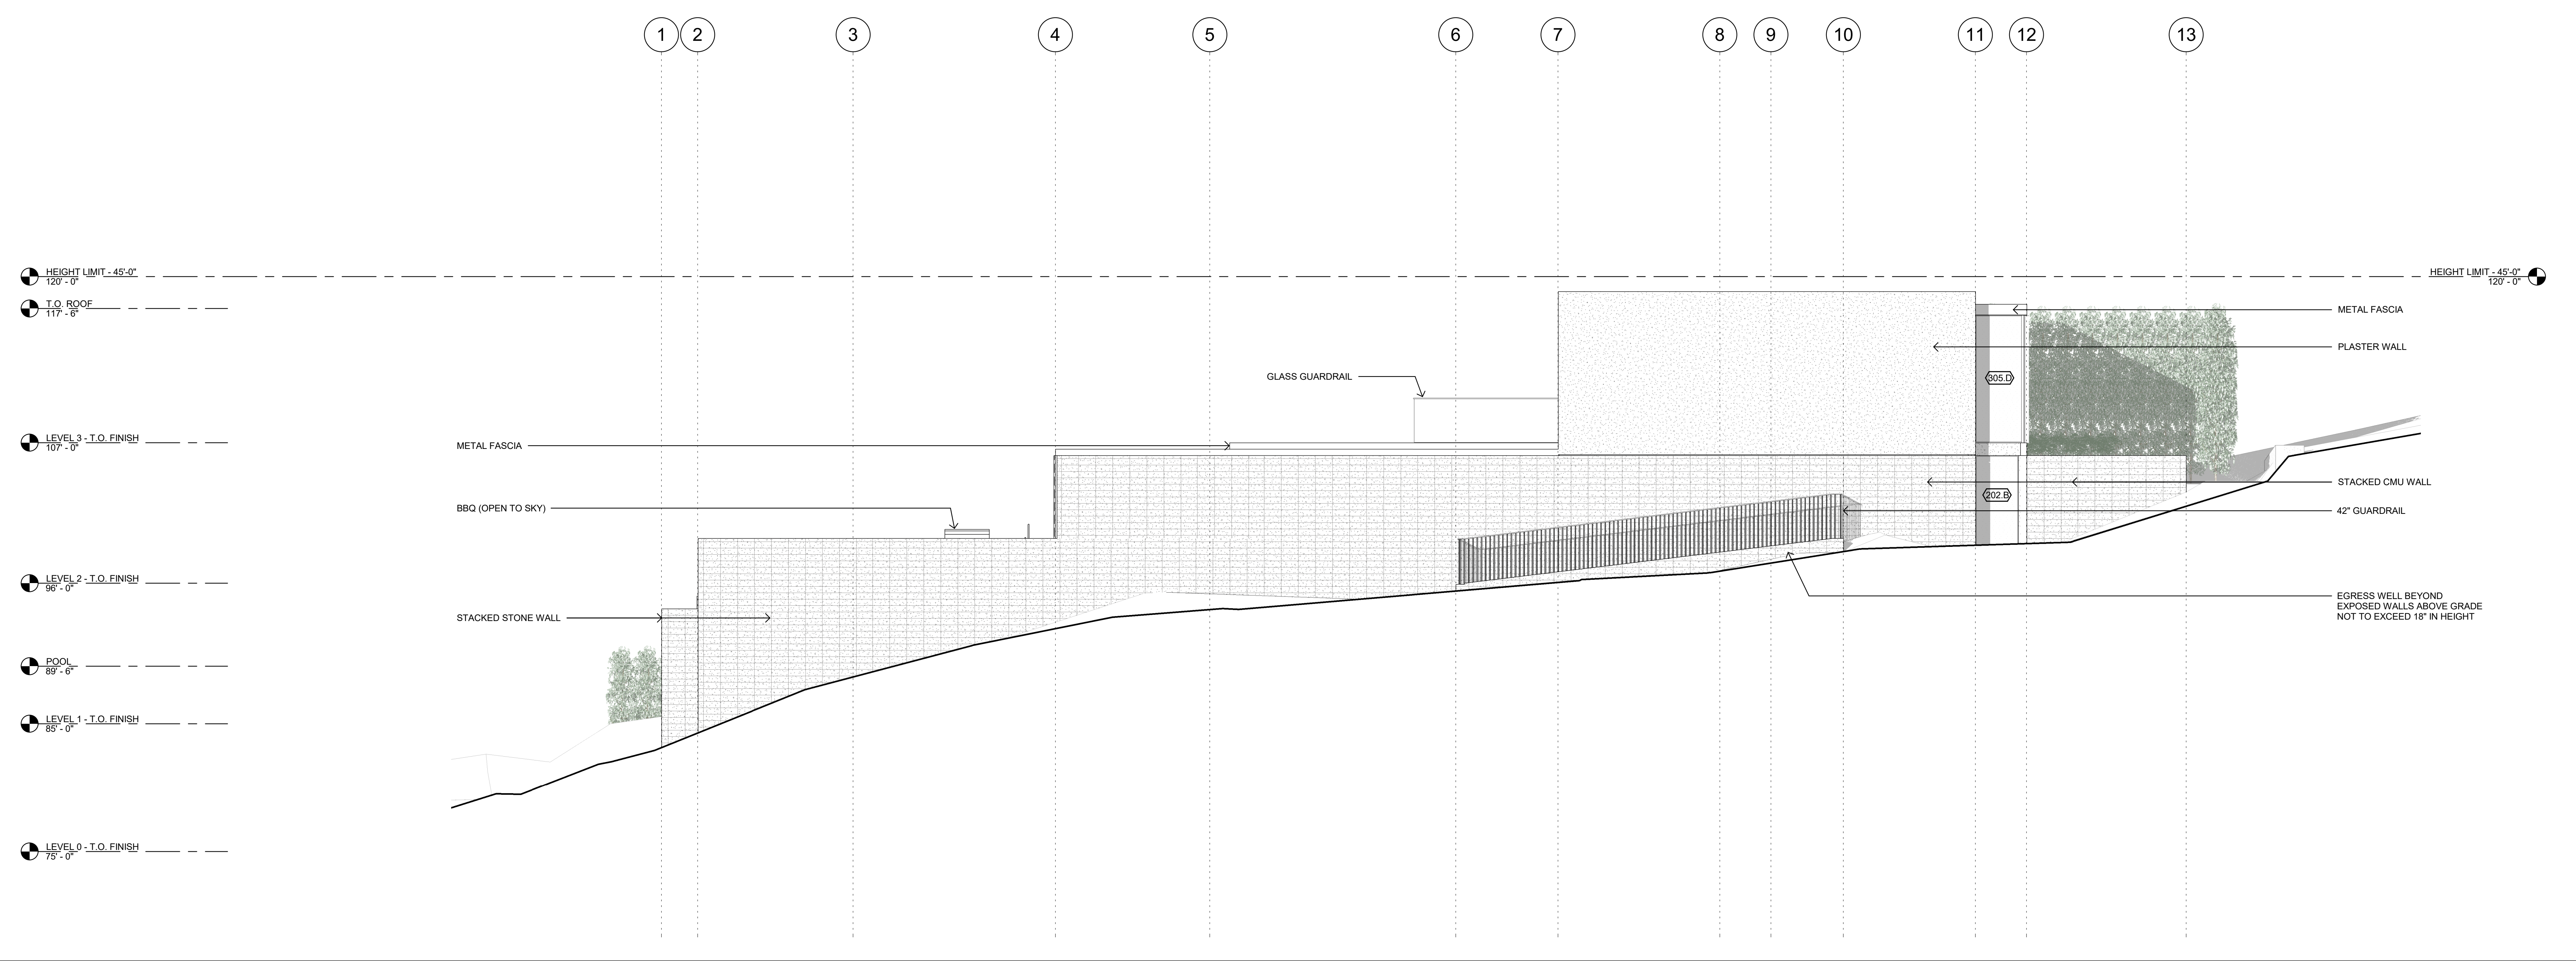 1 2 3 4 5 6 7 8 9 10 11 12 13
HEIGHT LIMIT - 45'-0"
120' - 0"
HEIGHT LIMIT - 45'-0"
120' - 0"
T.O. ROOF
117' - 6"
METAL FASCIA
PLASTER WALL
GLASS GUARDRAIL
305.D
LEVEL 3 - T.O. FINISH
107' - 0"
METAL FASCIA
STACKED CMU WALL
202.B
BBQ (OPEN TO SKY)
42" GUARDRAIL
LEVEL 2 - T.O. FINISH
96' - 0"
EGRESS WELL BEYOND
EXPOSED WALLS ABOVE GRADE
NOT TO EXCEED 18" IN HEIGHT
STACKED STONE WALL
POOL
89' - 6"
LEVEL 1 - T.O. FINISH
85' - 0"
LEVEL 0 - T.O. FINISH
75' - 0"